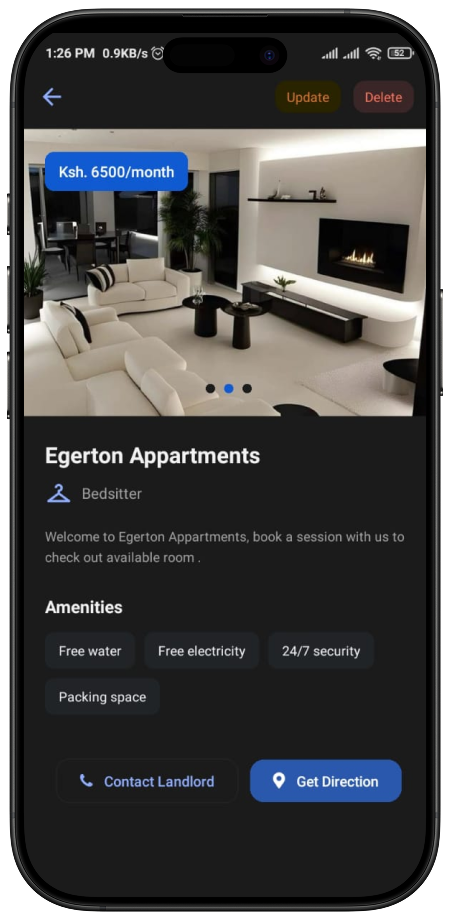 1:26 PM 0.9KB/s 52
Update Delete
Ksh. 6500/month
Egerton Appartments
Bedsitter
Welcome to Egerton Appartments, book a session with us to
check out available room .
Amenities
Free water Free electricity 24/7 security
Packing space
Contact Landlord Get Direction